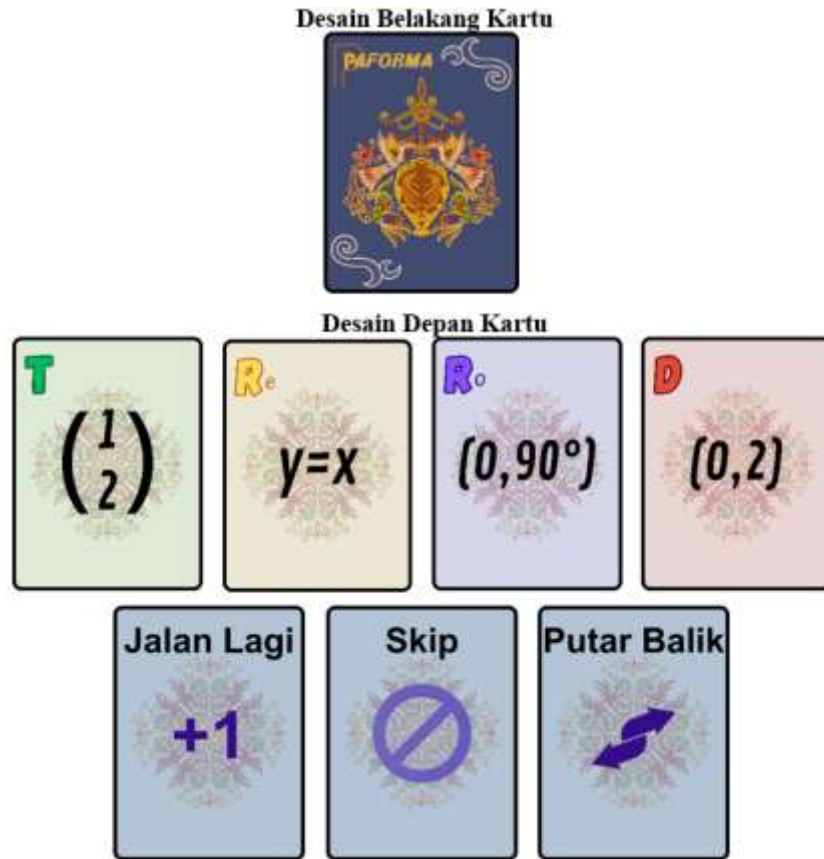 Desain Belakang Kartu
PAFORMA
Desain Depan Kartu
T
(1
2)
Re
y=x
Ro
(0,90°)
D
(0,2)
Jalan Lagi
+1
Skip
Putar Balik